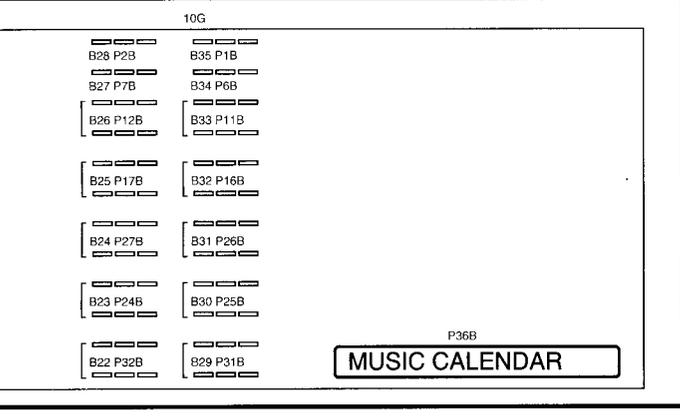 10G
B28 P2B B35 P1B
B27 P7B B34 P6B
B26 P12B B33 P11B
B25 P17B B32 P16B
B24 P27B B31 P26B
B23 P24B B30 P25B
P36B
B22 P32B B29 P31B
MUSIC CALENDAR